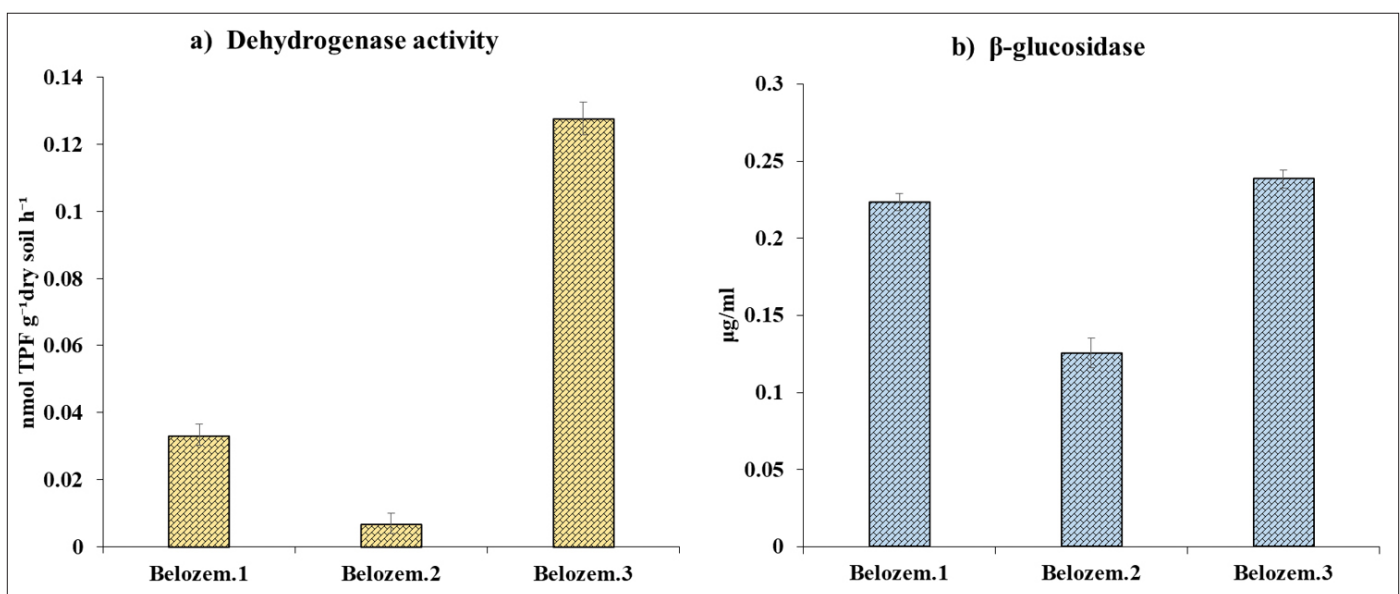 a) Dehydrogenase activity
nmol TPF g⁻¹dry soil h⁻¹
0.14
0.12
0.1
0.08
0.06
0.04
0.02
0
Belozem.1 Belozem.2 Belozem.3
b) β-glucosidase
µg/ml
0.3
0.25
0.2
0.15
0.1
0.05
0
Belozem.1 Belozem.2 Belozem.3